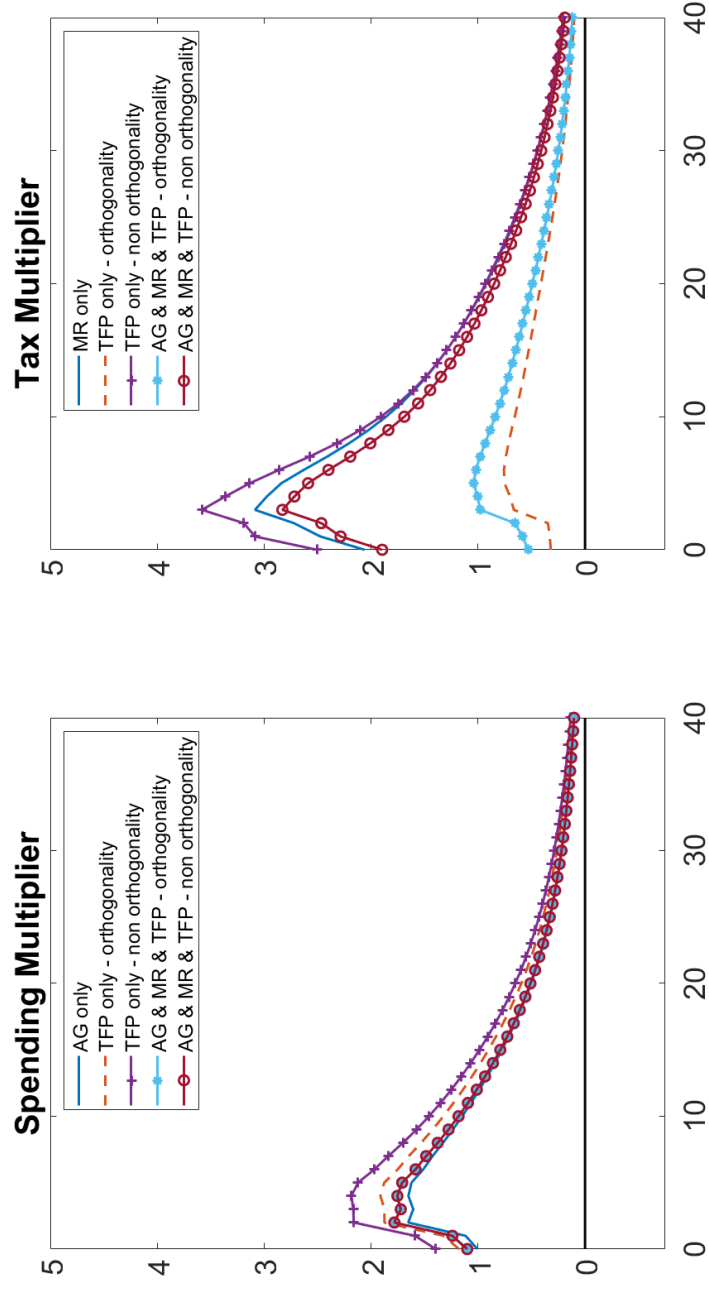 Spending Multiplier
5
4
3
2
1
0
AG only
TFP only - orthogonality
TFP only - non orthogonality
AG & MR & TFP - orthogonality
AG & MR & TFP - non orthogonality
0
10
20
30
40
Tax Multiplier
5
4
3
2
1
0
MR only
TFP only - orthogonality
TFP only - non orthogonality
AG & MR & TFP - orthogonality
AG & MR & TFP - non orthogonality
0
10
20
30
40